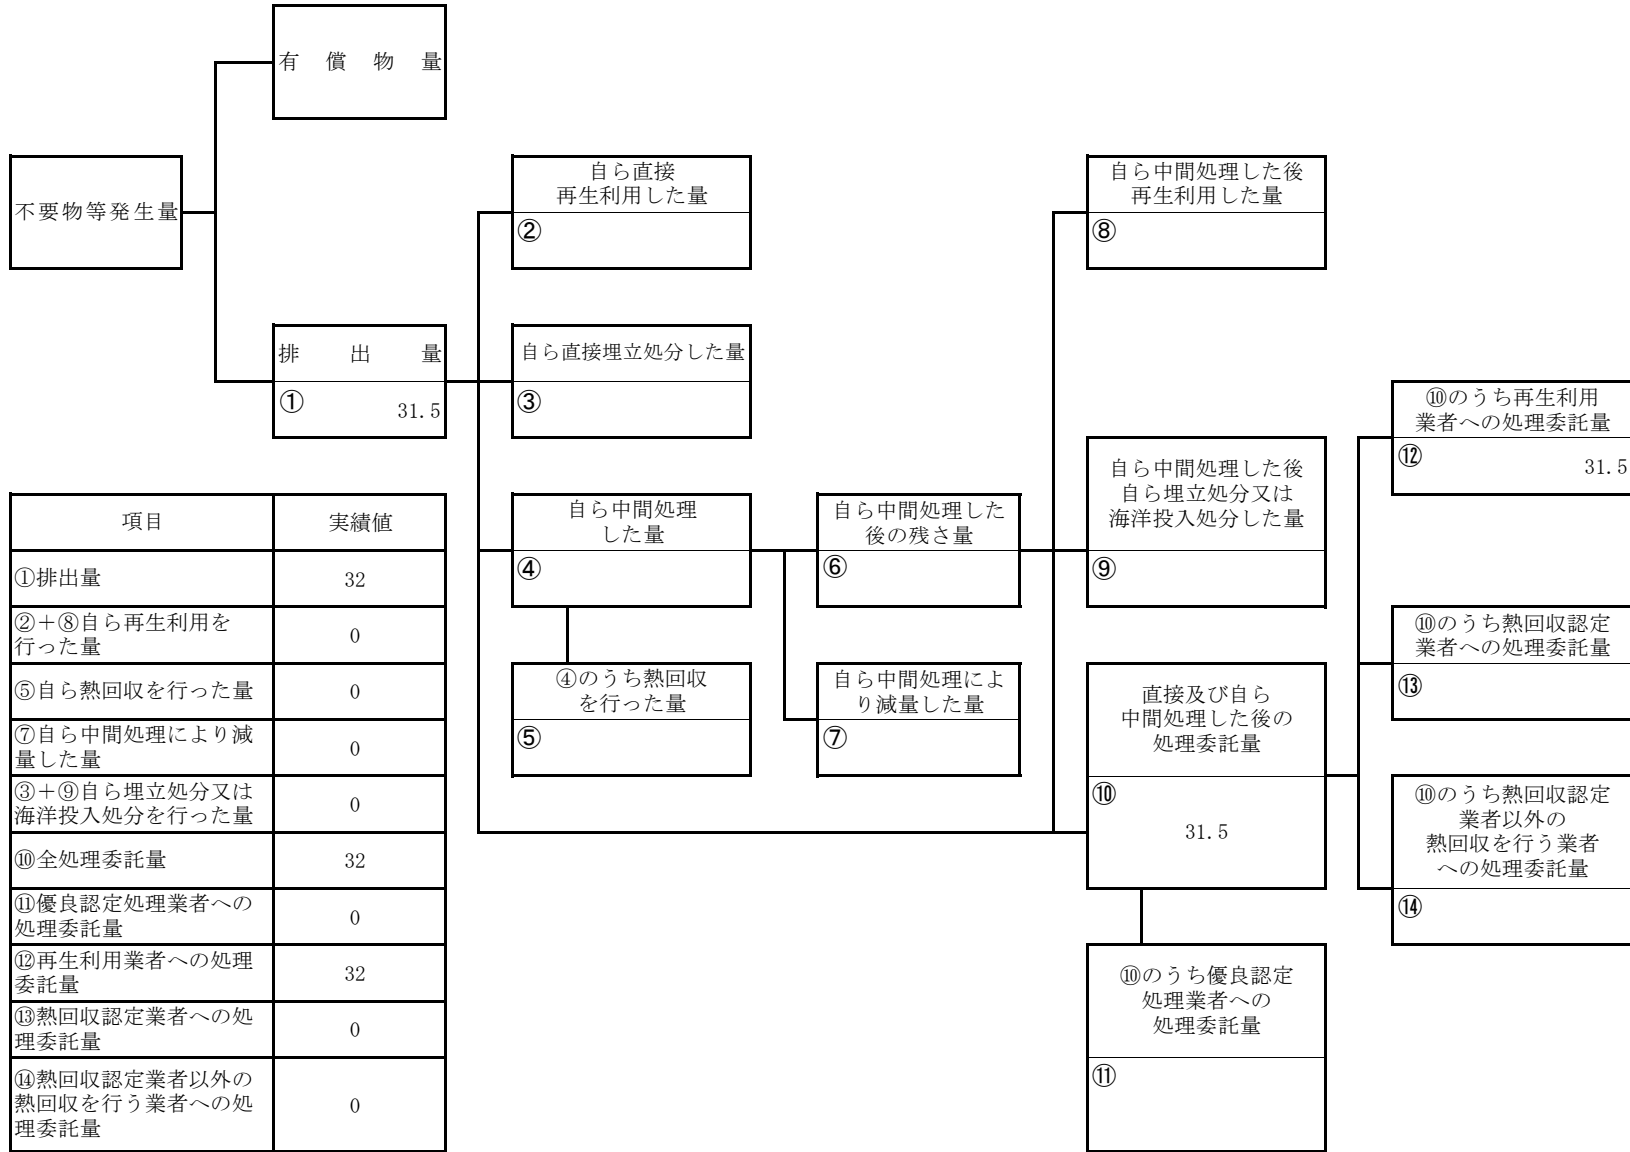 有償物量
不要物等発生量
排出量
①
31.5
自ら直接
再生利用した量
②
自ら直接埋立処分した量
③
自ら中間処理
した量
④
④のうち熱回収
を行った量
⑤
自ら中間処理した
後の残さ量
⑥
自ら中間処理によ
り減量した量
⑦
自ら中間処理した後
再生利用した量
⑧
自ら中間処理した後
自ら埋立処分又は
海洋投入処分した量
⑨
直接及び自ら
中間処理した後の
処理委託量
⑩
31.5
⑩のうち優良認定
処理業者への
処理委託量
⑪
⑩のうち再生利用
業者への処理委託量
⑫
31.5
⑩のうち熱回収認定
業者への処理委託量
⑬
⑩のうち熱回収認定
業者以外の
熱回収を行う業者
への処理委託量
⑭
項目 実績値
①排出量 32
②+⑧自ら再生利用を
行った量 0
⑤自ら熱回収を行った量 0
⑦自ら中間処理により減
量した量 0
③+⑨自ら埋立処分又は
海洋投入処分を行った量 0
⑩全処理委託量 32
⑪優良認定処理業者への
処理委託量 0
⑫再生利用業者への処理
委託量 32
⑬熱回収認定業者への処
理委託量 0
⑭熱回収認定業者以外の
熱回収を行う業者への処
理委託量 0